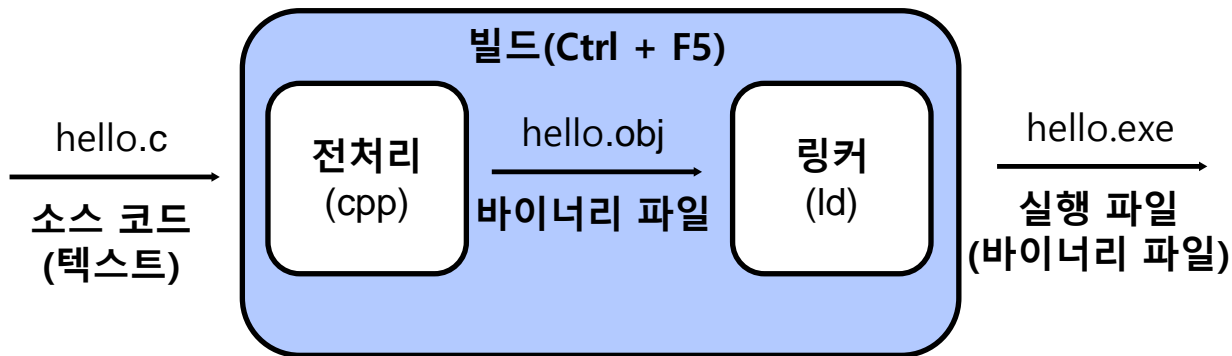 빌드(Ctrl + F5)
hello.c
소스 코드
(텍스트)
전처리
(cpp)
hello.obj
바이너리 파일
링커
(ld)
hello.exe
실행 파일
(바이너리 파일)